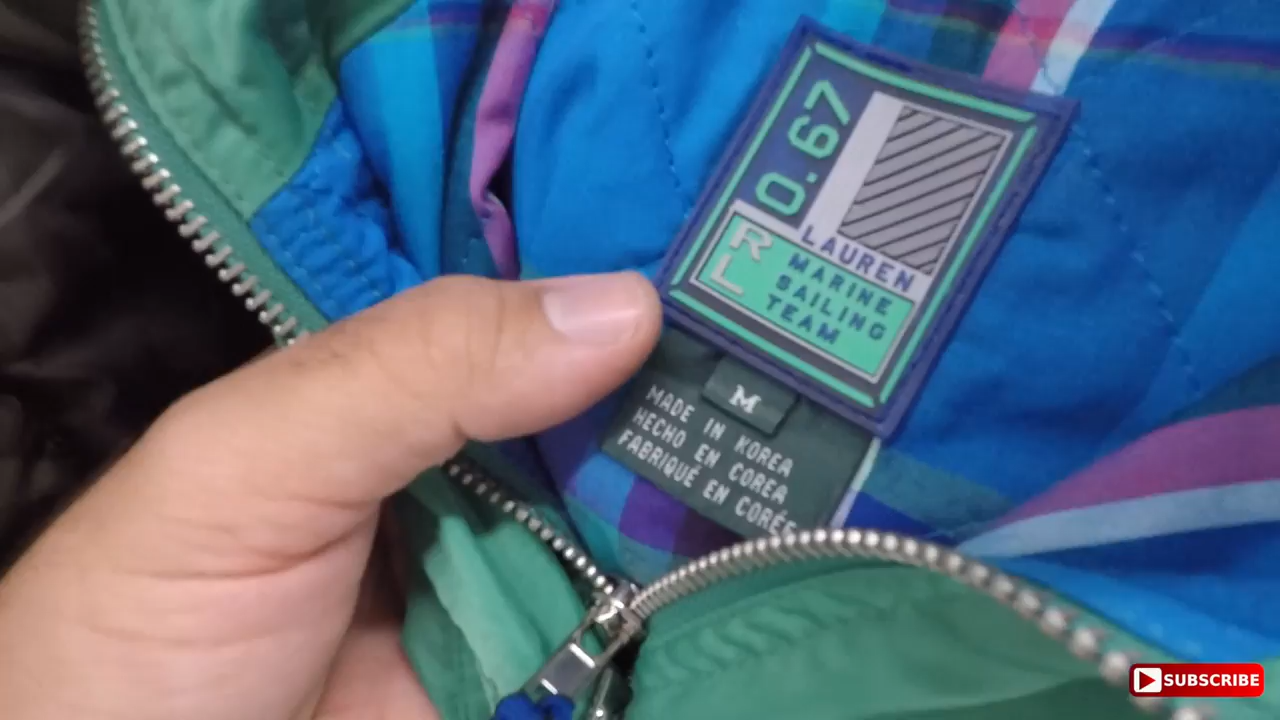 0.67
LAUREN
RL
MARINE
SAILING
TEAM
M
MADE IN KOREA
HECHO EN COREA
FABRIQUÉ EN CORÉE
SUBSCRIBE